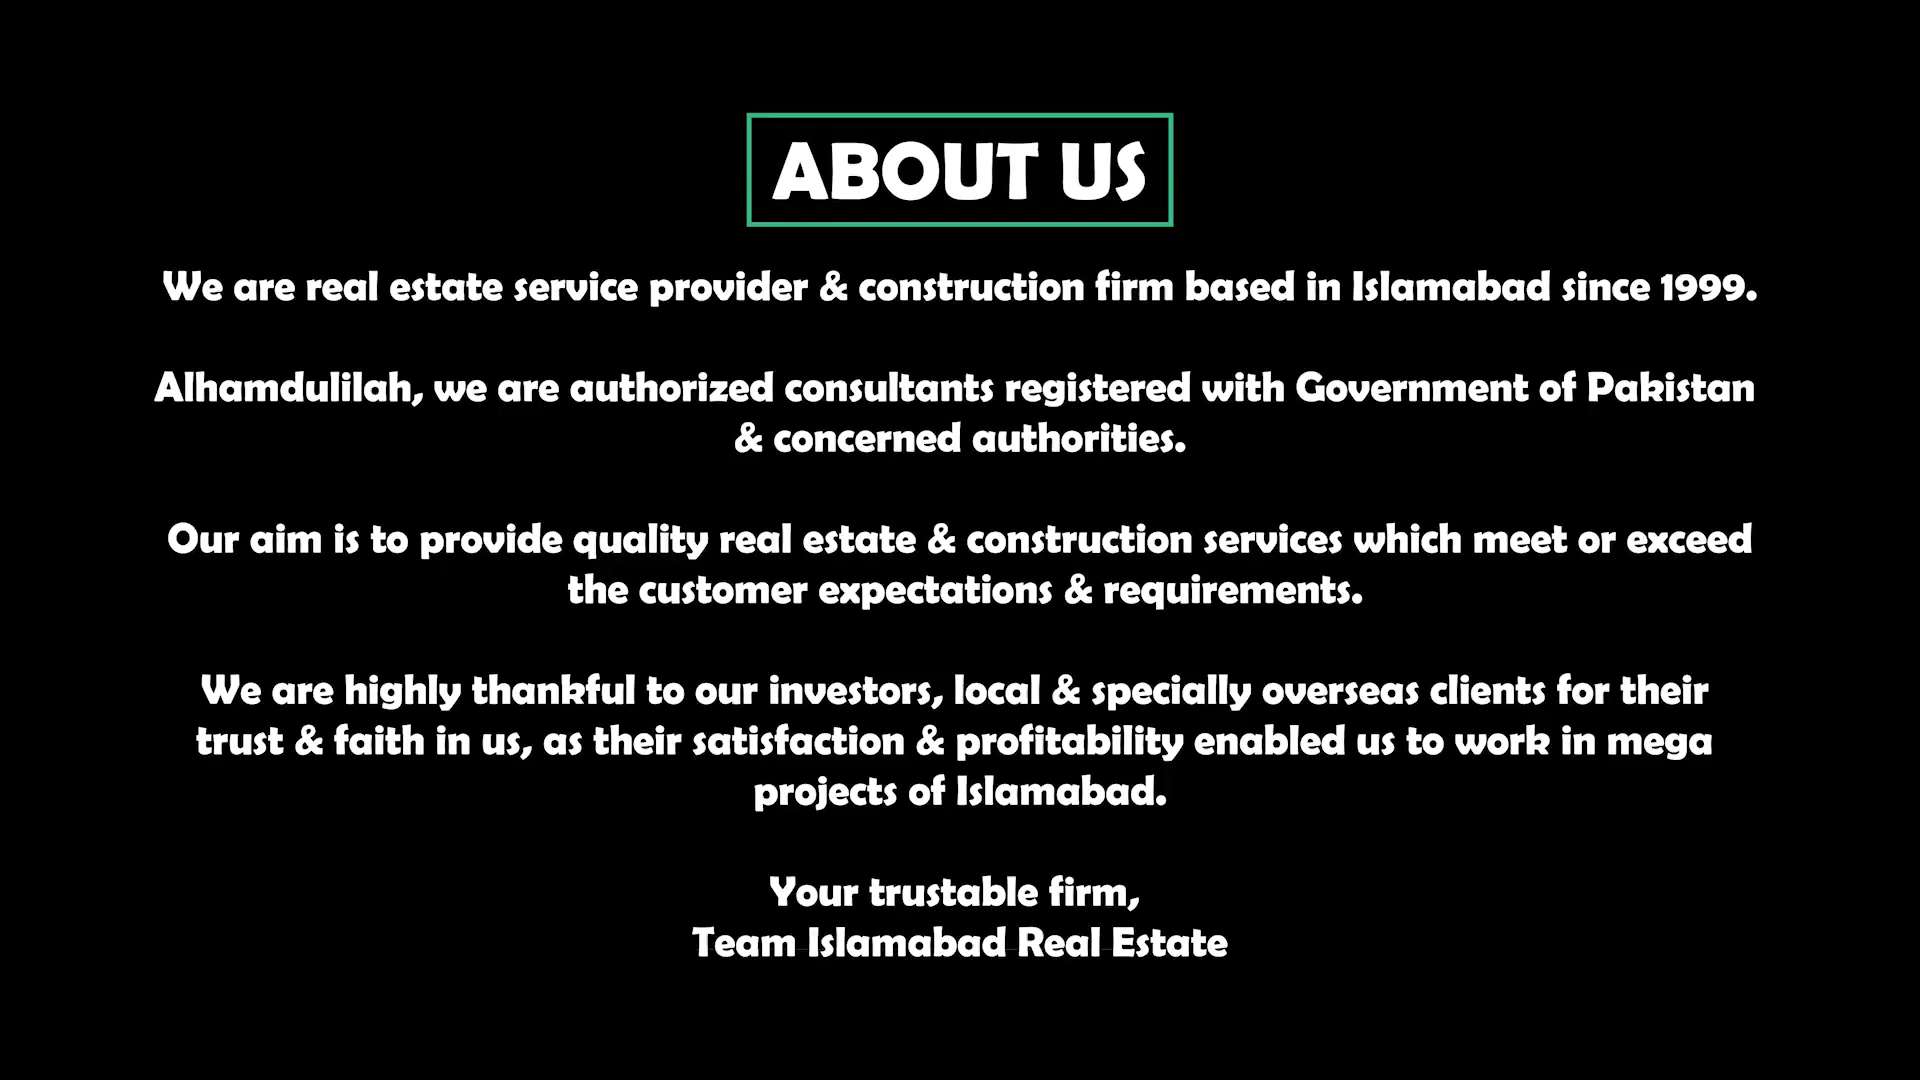 ABOUT US
We are real estate service provider & construction firm based in Islamabad since 1999.
Alhamdulilah, we are authorized consultants registered with Government of Pakistan
& concerned authorities.
Our aim is to provide quality real estate & construction services which meet or exceed
the customer expectations & requirements.
We are highly thankful to our investors, local & specially overseas clients for their
trust & faith in us, as their satisfaction & profitability enabled us to work in mega
projects of Islamabad.
Your trustable firm,
Team Islamabad Real Estate